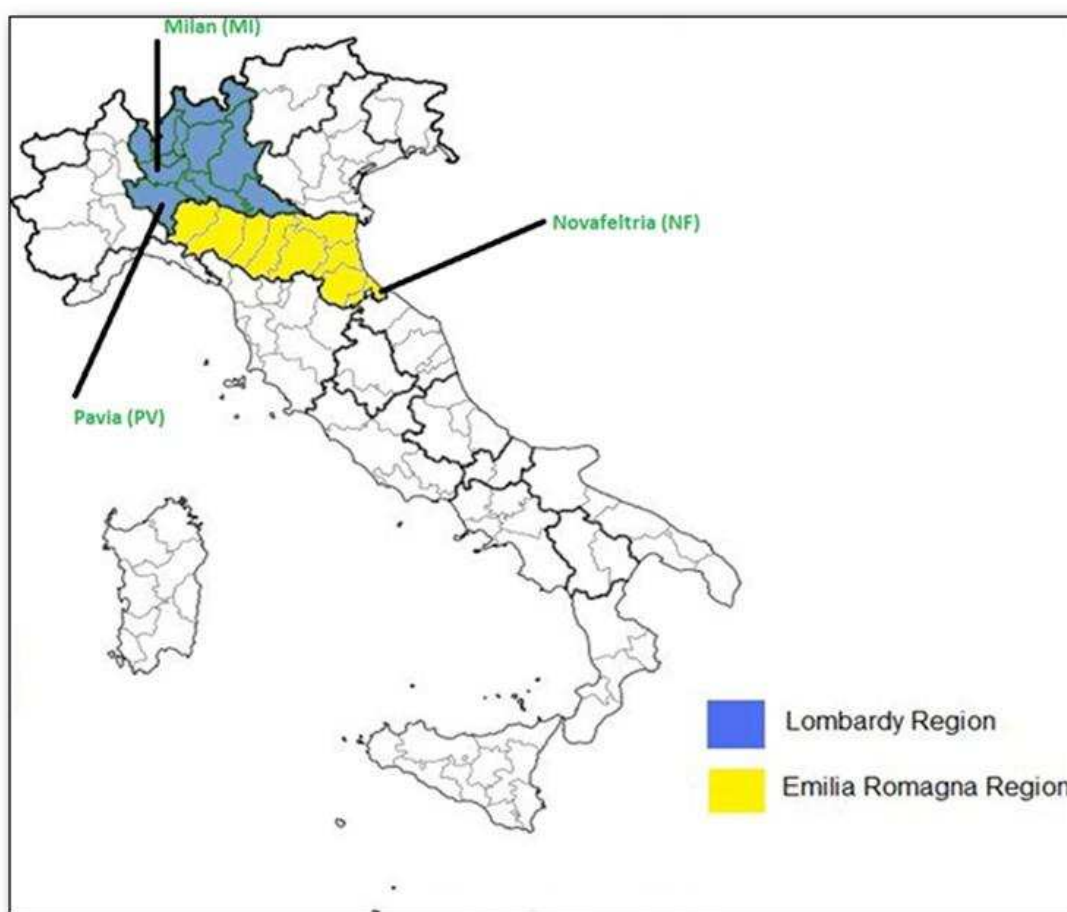 Milan (MI)
Novafeltria (NF)
Pavia (PV)
Lombardy Region
Emilia Romagna Region